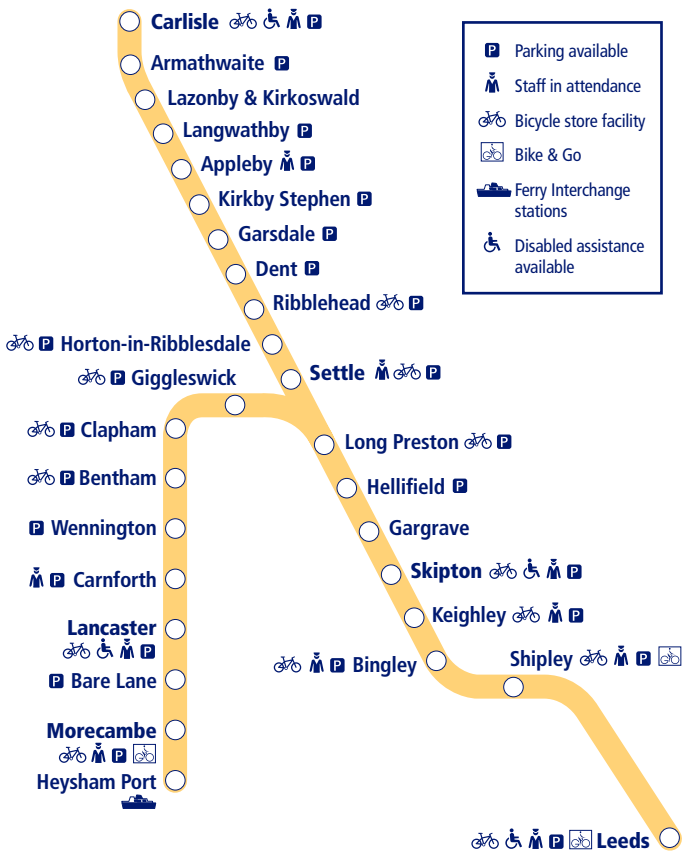 Carlisle P
Armathwaite P
Lazonby & Kirkoswald
Langwathby P
Appleby P
Kirkby Stephen P
Garsdale P
Dent P
Ribblehead P
P Horton-in-Ribblesdale
Settle P
P Giggleswick
P Clapham
Long Preston P
P Bentham
Hellifield P
P Wennington
Gargrave
P Carnforth
Skipton P
Keighley P
Lancaster
P
P Bingley
Shipley P
P Bare Lane
Morecambe
P
Heysham Port
P Leeds
P Parking available
Staff in attendance
Bicycle store facility
Bike & Go
Ferry Interchange
stations
Disabled assistance
available